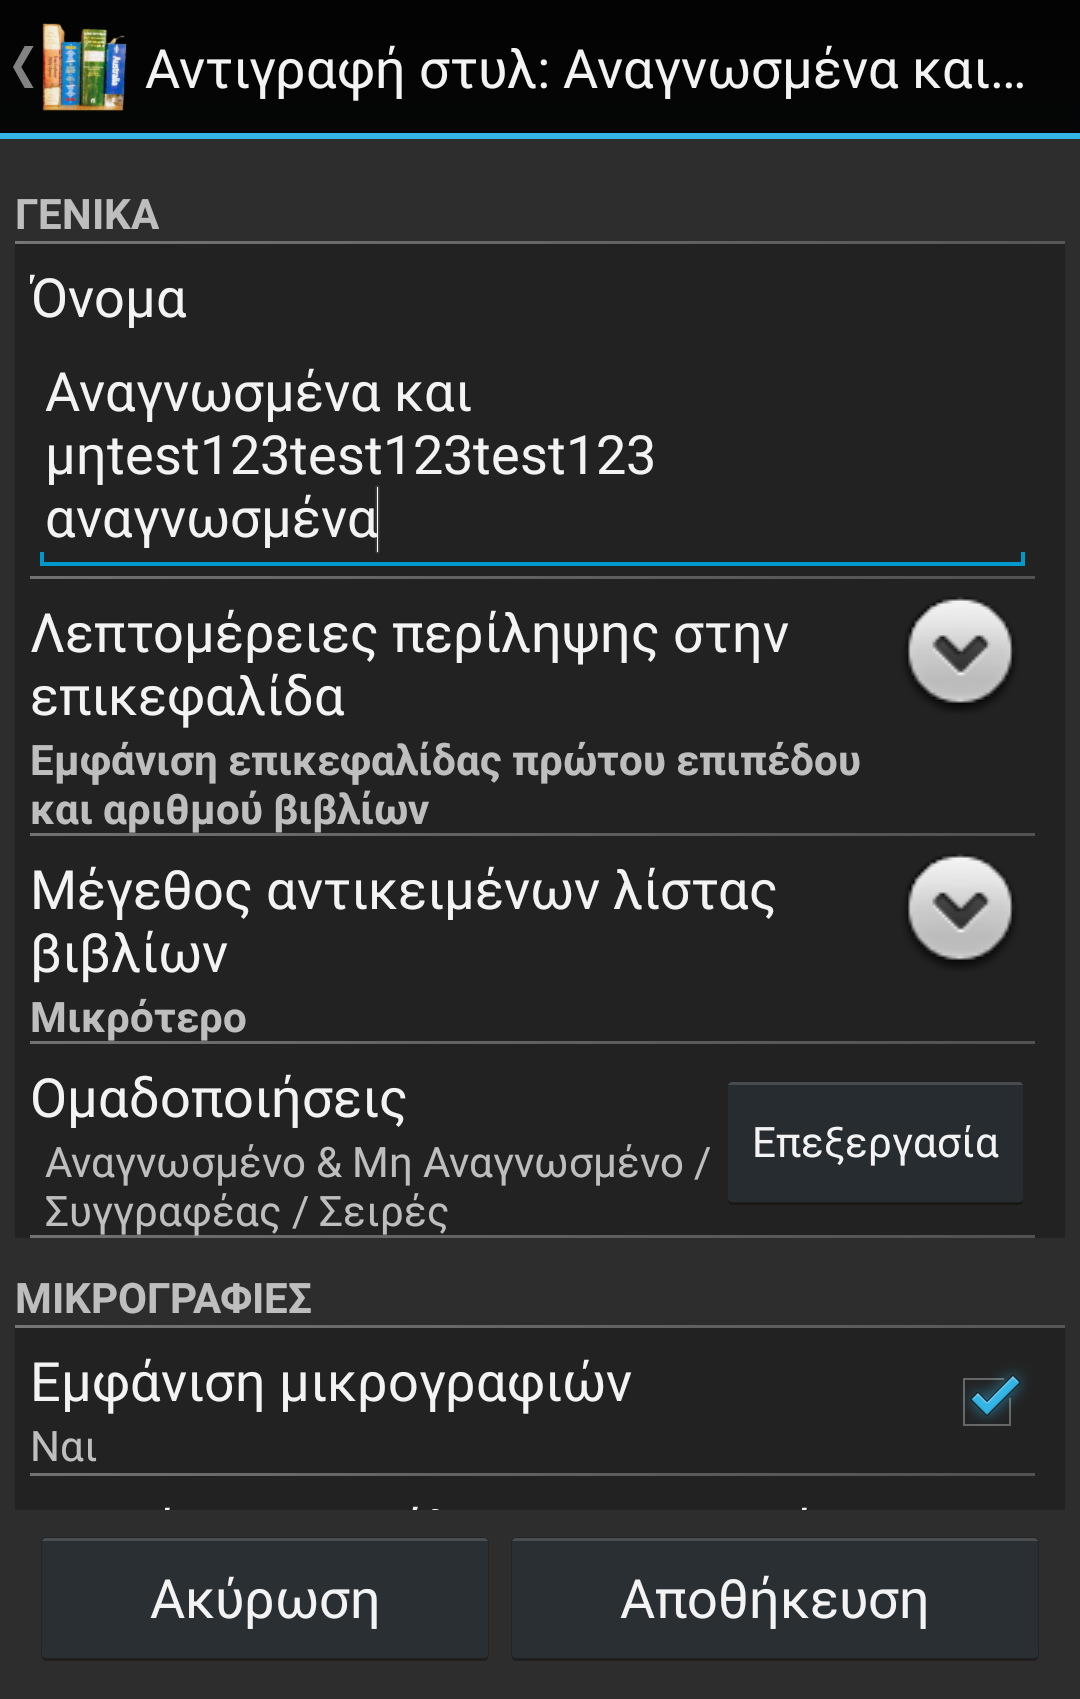 Αντιγραφή στυλ: Αναγνωσμένα και...
ΓΕΝΙΚΑ
Όνομα
Αναγνωσμένα και
μητest123test123test123
αναγνωσμένα
Λεπτομέρειες περίληψης στην
επικεφαλίδα
Εμφάνιση επικεφαλίδας πρώτου επιπέδου
και αριθμού βιβλίων
Μέγεθος αντικειμένων λίστας
βιβλίων
Μικρότερο
Ομαδοποιήσεις
Αναγνωσμένο & Μη Αναγνωσμένο /
Συγγραφέας / Σειρές
Επεξεργασία
ΜΙΚΡΟΓΡΑΦΙΕΣ
Εμφάνιση μικρογραφιών
Ναι
Ακύρωση
Αποθήκευση